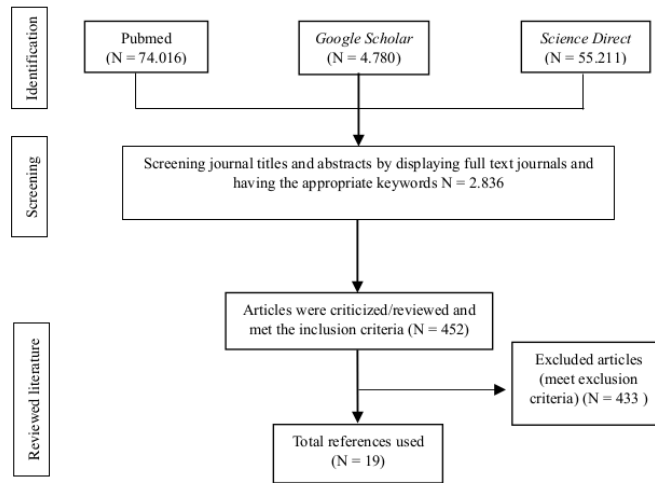 Identification
Pubmed
(N = 74.016)
Google Scholar
(N = 4.780)
Science Direct
(N = 55.211)
Screening
Screening journal titles and abstracts by displaying full text journals and
having the appropriate keywords N = 2.836
Reviewed literature
Articles were criticized/reviewed and
met the inclusion criteria (N = 452)
Excluded articles
(meet exclusion
criteria) (N = 433 )
Total references used
(N = 19)